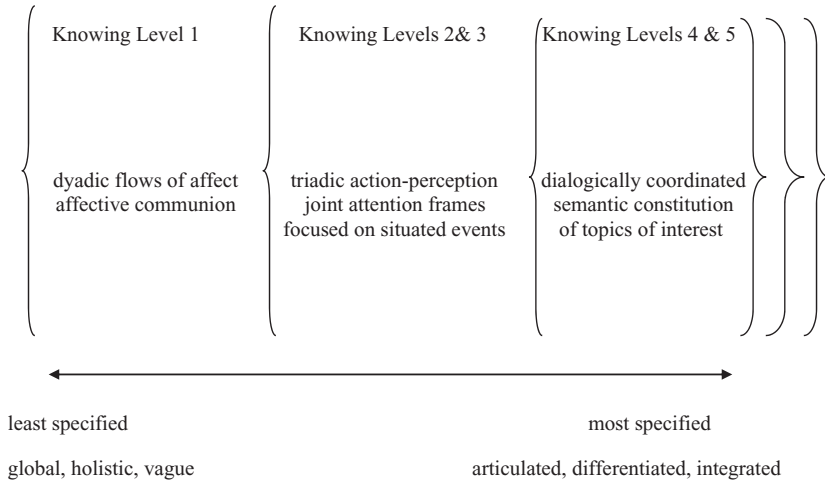 Knowing Level 1
Knowing Levels 2& 3
Knowing Levels 4 & 5
dyadic flows of affect
affective communion
triadic action-perception
joint attention frames
focused on situated events
dialogically coordinated
semantic constitution
of topics of interest
least specified
most specified
global, holistic, vague
articulated, differentiated, integrated